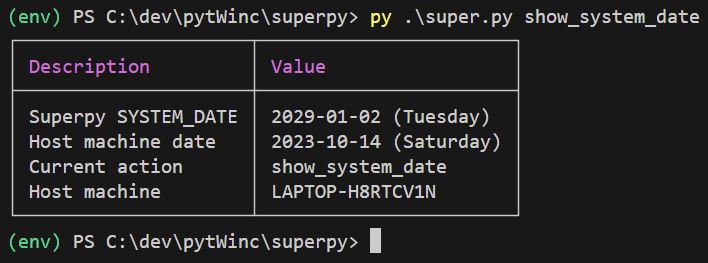 (env) PS C:\dev\pytWinc\superpy> py .\super.py show_system_date
Description Value
Superpy SYSTEM_DATE 2029-01-02 (Tuesday)
Host machine date 2023-10-14 (Saturday)
Current action show_system_date
Host machine LAPTOP-H8RTCV1N
(env) PS C:\dev\pytWinc\superpy>